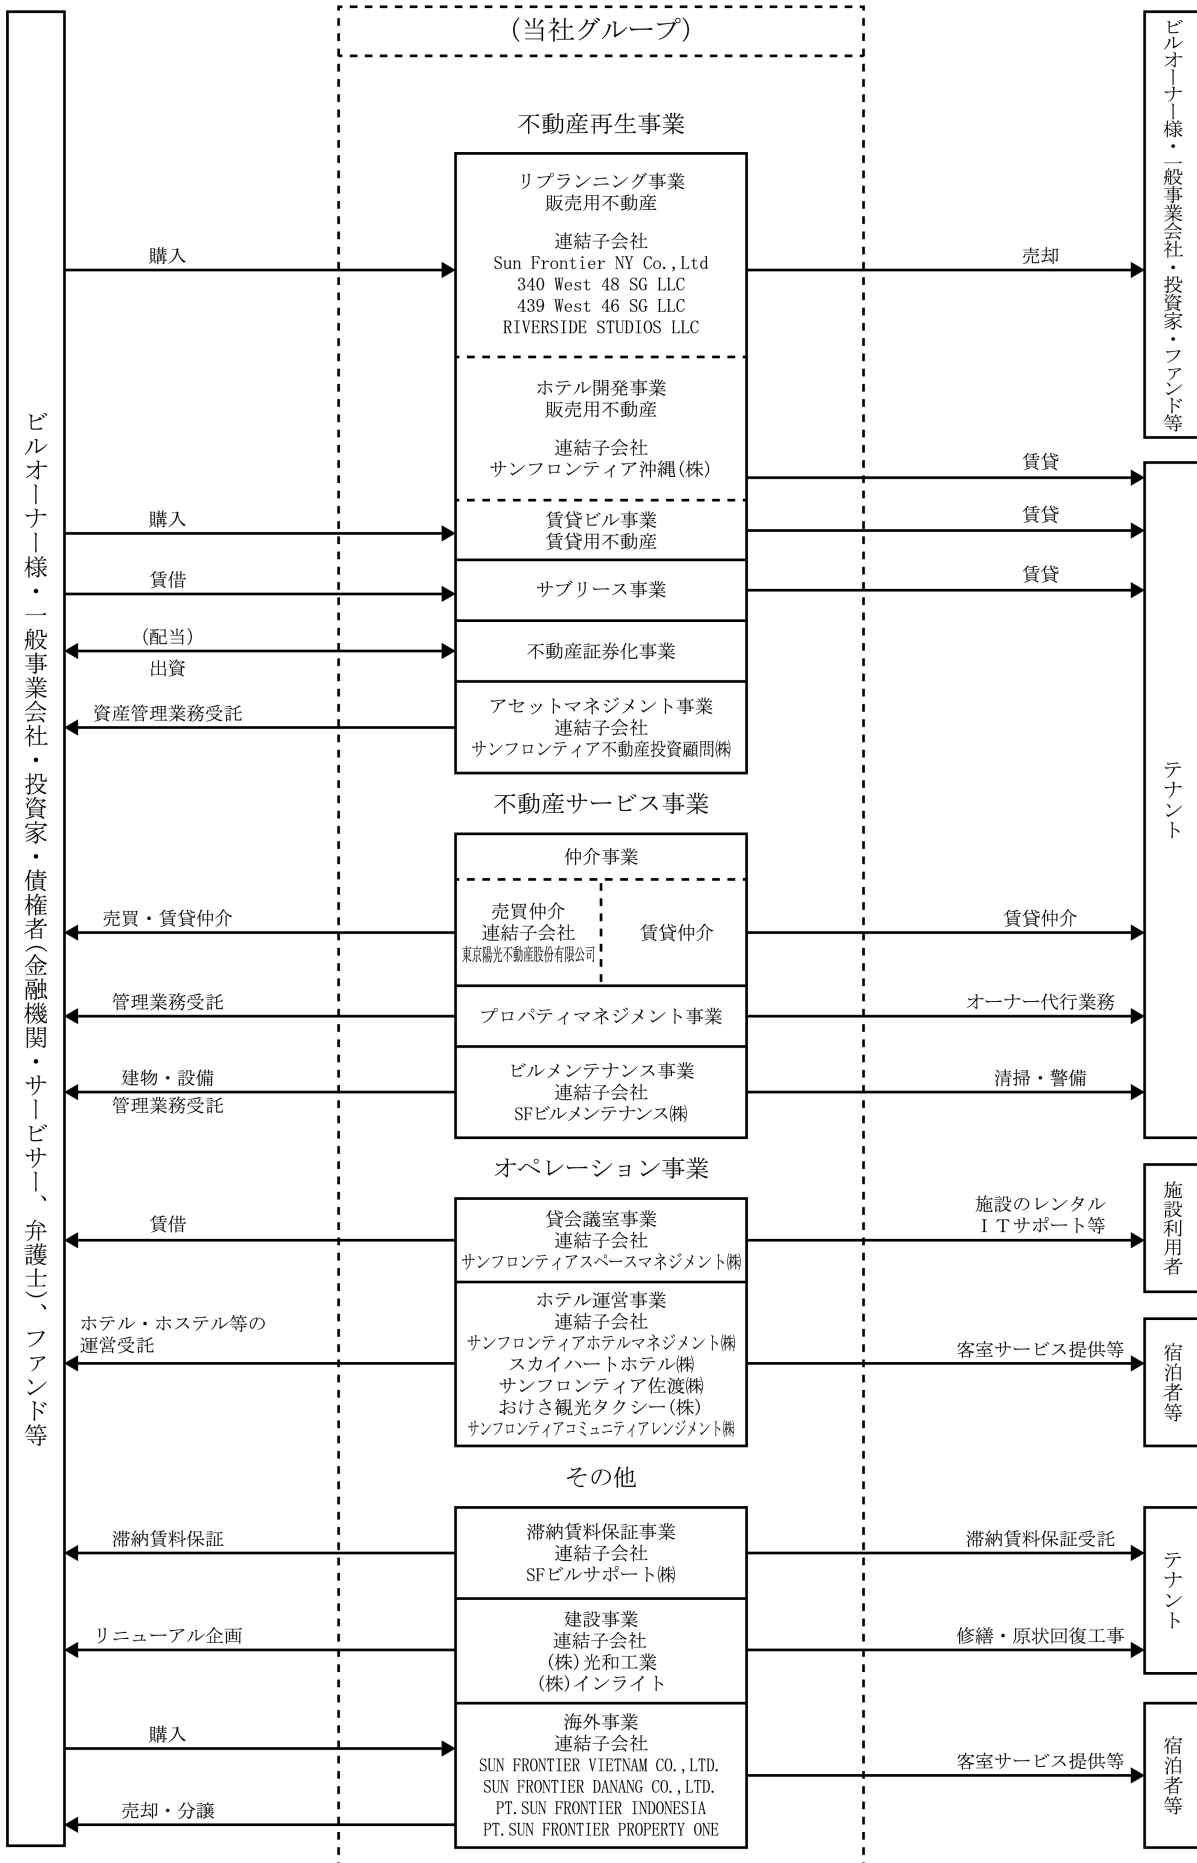 (当社グループ)
ビルオーナー様・一般事業会社・投資家・債権者(金融機関・サービサー、弁護士)、ファンド等
不動産再生事業
リプランニング事業
販売用不動産
連結子会社
Sun Frontier NY Co.,Ltd
340 West 48 SG LLC
439 West 46 SG LLC
RIVERSIDE STUDIOS LLC
購入
売却
ビルオーナー様・一般事業会社・投資家・ファンド等
ホテル開発事業
販売用不動産
連結子会社
サンフロンティア沖縄(株)
賃貸
購入
賃貸ビル事業
賃貸用不動産
賃貸
賃借
サブリース事業
賃貸
(配当)
出資
不動産証券化事業
資産管理業務受託
アセットマネジメント事業
連結子会社
サンフロンティア不動産投資顧問㈱
テナント
不動産サービス事業
仲介事業
売買・賃貸仲介
売買仲介
連結子会社
東京陽光不動産股份有限公司
賃貸仲介
賃貸仲介
管理業務受託
プロパティマネジメント事業
オーナー代行業務
建物・設備
管理業務受託
ビルメンテナンス事業
連結子会社
SFビルメンテナンス㈱
清掃・警備
オペレーション事業
賃借
貸会議室事業
連結子会社
サンフロンティアスペースマネジメント㈱
施設のレンタル
ITサポート等
施設利用者
ホテル・ホステル等の
運営受託
ホテル運営事業
連結子会社
サンフロンティアホテルマネジメント㈱
スカイハートホテル㈱
サンフロンティア佐渡㈱
おけさ観光タクシー(株)
サンフロンティアコミュニティアレンジメント㈱
客室サービス提供等
宿泊者等
その他
滞納賃料保証
滞納賃料保証事業
連結子会社
SFビルサポート㈱
滞納賃料保証受託
テナント
リニューアル企画
建設事業
連結子会社
(株)光和工業
(株)インライト
修繕・原状回復工事
購入
売却・分譲
海外事業
連結子会社
SUN FRONTIER VIETNAM CO.,LTD.
SUN FRONTIER DANANG CO.,LTD.
PT.SUN FRONTIER INDONESIA
PT.SUN FRONTIER PROPERTY ONE
客室サービス提供等
宿泊者等